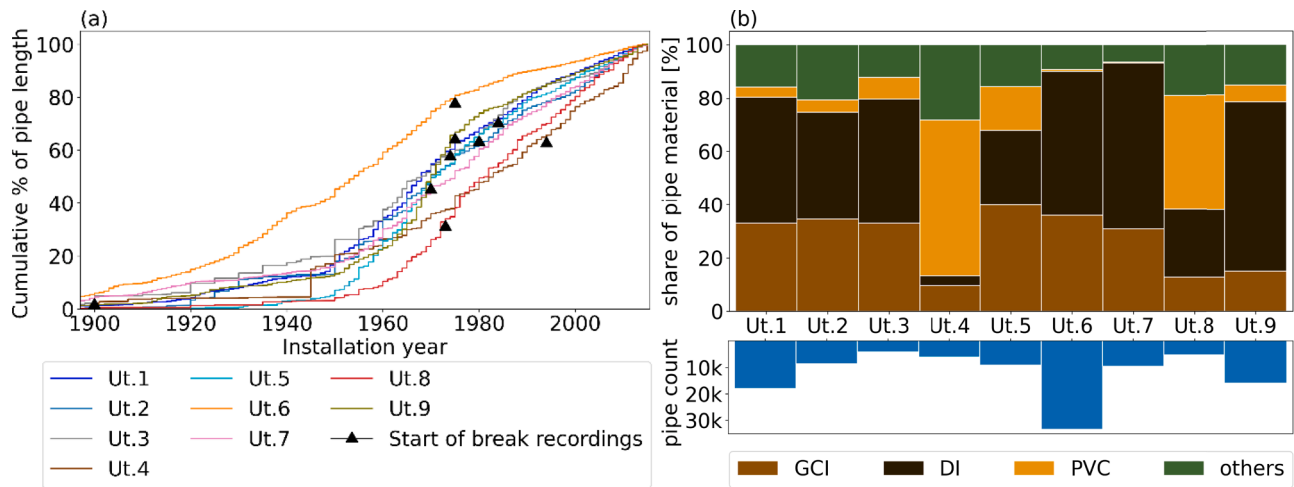 (a)
Cumulative % of pipe length
100
80
60
40
20
0
1900 1920 1940 1960 1980 2000
Installation year
Ut.1
Ut.2
Ut.3
Ut.4
Ut.5
Ut.6
Ut.7
Ut.8
Ut.9
Start of break recordings
(b)
share of pipe material [%]
100
80
60
40
20
0
Ut.1 Ut.2 Ut.3 Ut.4 Ut.5 Ut.6 Ut.7 Ut.8 Ut.9
pipe count
10k
20k
30k
GCI DI PVC others